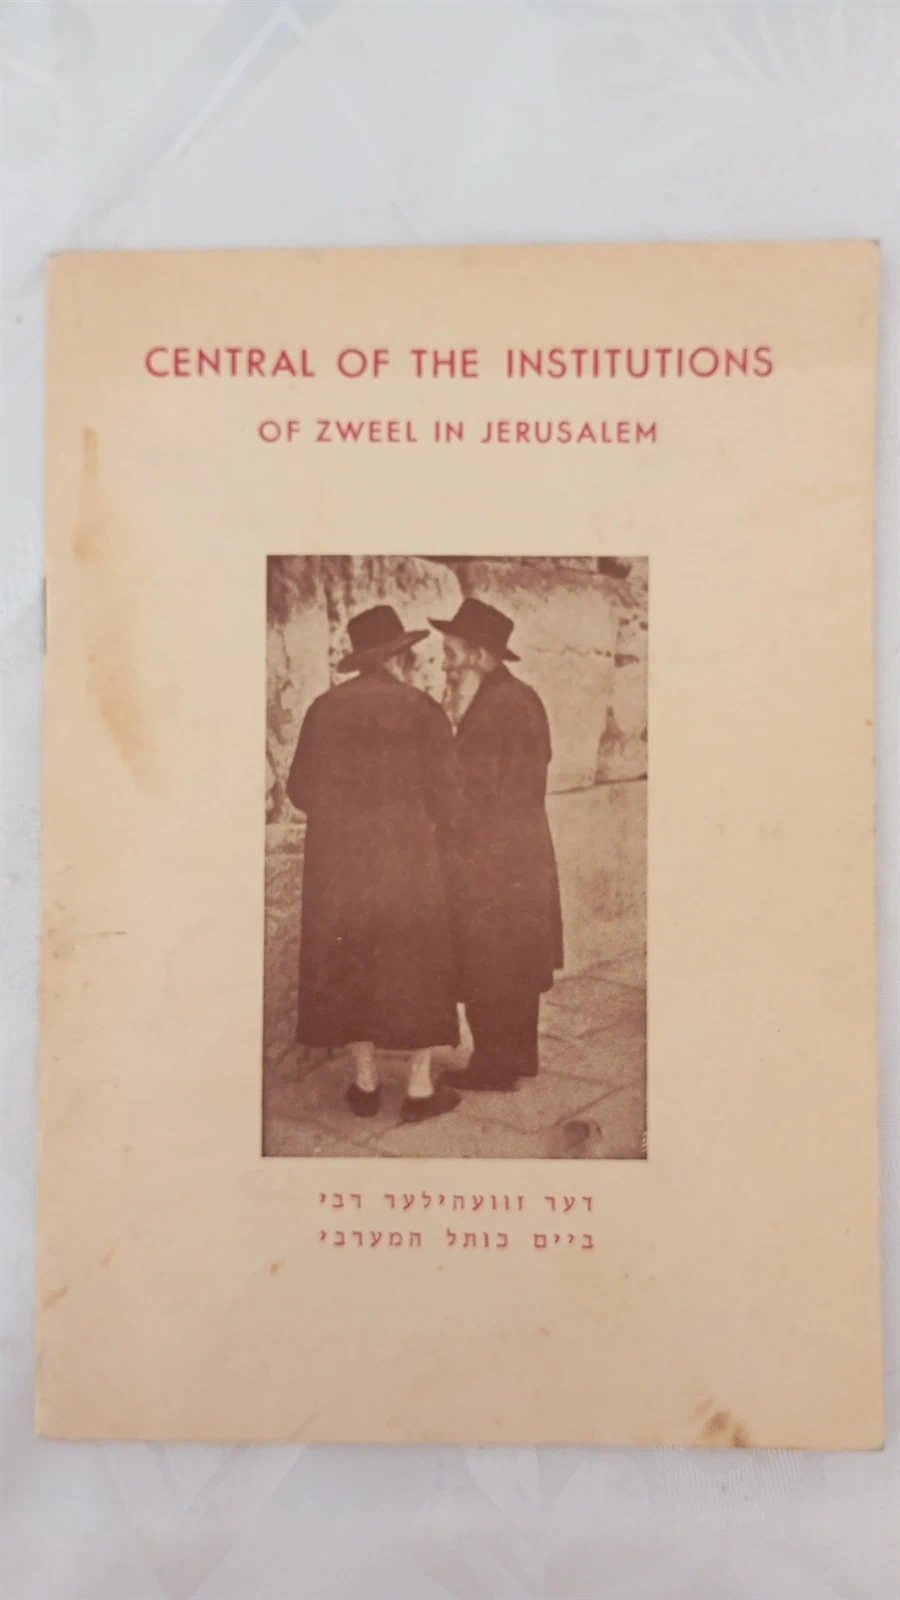 CENTRAL OF THE INSTITUTIONS
OF ZWEEL IN JERUSALEM
דער זוועהילער רבי
ביים כותל המערבי